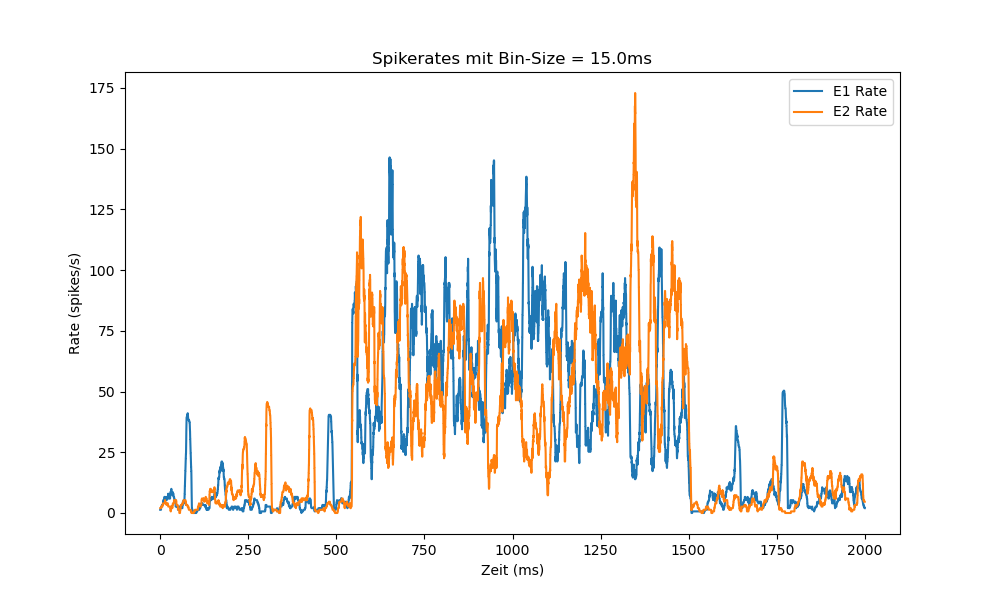 Spikerates mit Bin-Size = 15.0ms
E1 Rate
E2 Rate
175
150
125
100
75
50
25
0
Rate (spikes/s)
0 250 500 750 1000 1250 1500 1750 2000
Zeit (ms)